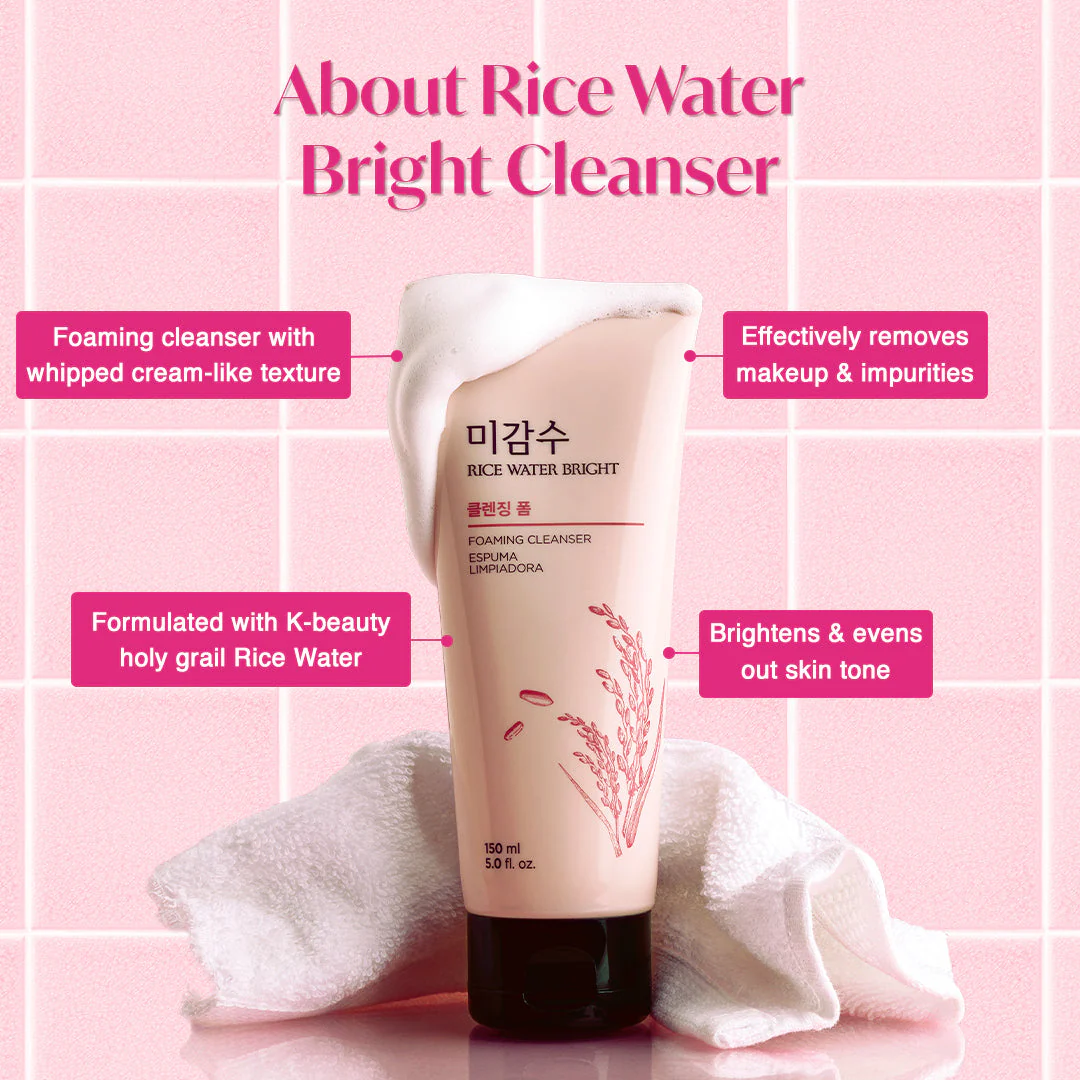 About Rice Water
Bright Cleanser
Foaming cleanser with
whipped cream-like texture
Effectively removes
makeup & impurities
미감수
RICE WATER BRIGHT
클렌징 폼
FOAMING CLEANSER
ESPUMA
LIMPIADORA
Formulated with K-beauty
holy grail Rice Water
Brightens & evens
out skin tone
150 ml
5.0 fl. oz.